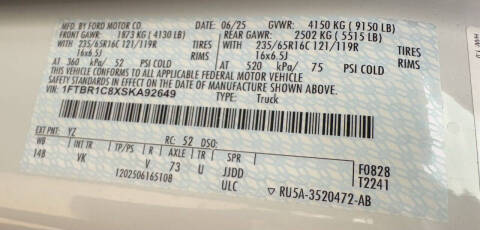 MFD. BY FORD MOTOR CO. DATE: 06/25 GVWR: 4150 KG ( 9150 LB)
FRONT GAWR: 1873 KG ( 4130 LB) REAR GAWR: 2502 KG ( 5515 LB)
WITH 235/65R16C 121/119R TIRES WITH 235/65R16C 121/119R TIRES
16x6.5J RIMS 16x6.5J RIMS
AT 360 kPa/ 52 PSI COLD AT 520 kPa/ 75 PSI COLD
THIS VEHICLE CONFORMS TO ALL APPLICABLE FEDERAL MOTOR VEHICLE
SAFETY STANDARDS IN EFFECT ON THE DATE OF MANUFACTURE SHOWN ABOVE.
VIN: 1FTBR1C8XSKA92649
TYPE: Truck
EXT PNT: YZ RC: 52 DSO:
WB INT TR TP/PS R AXLE TR SPR F0828
148 VK V 73 U JJDD T2241
1202506165108 ULC ▽ RU5A-3520472-AB